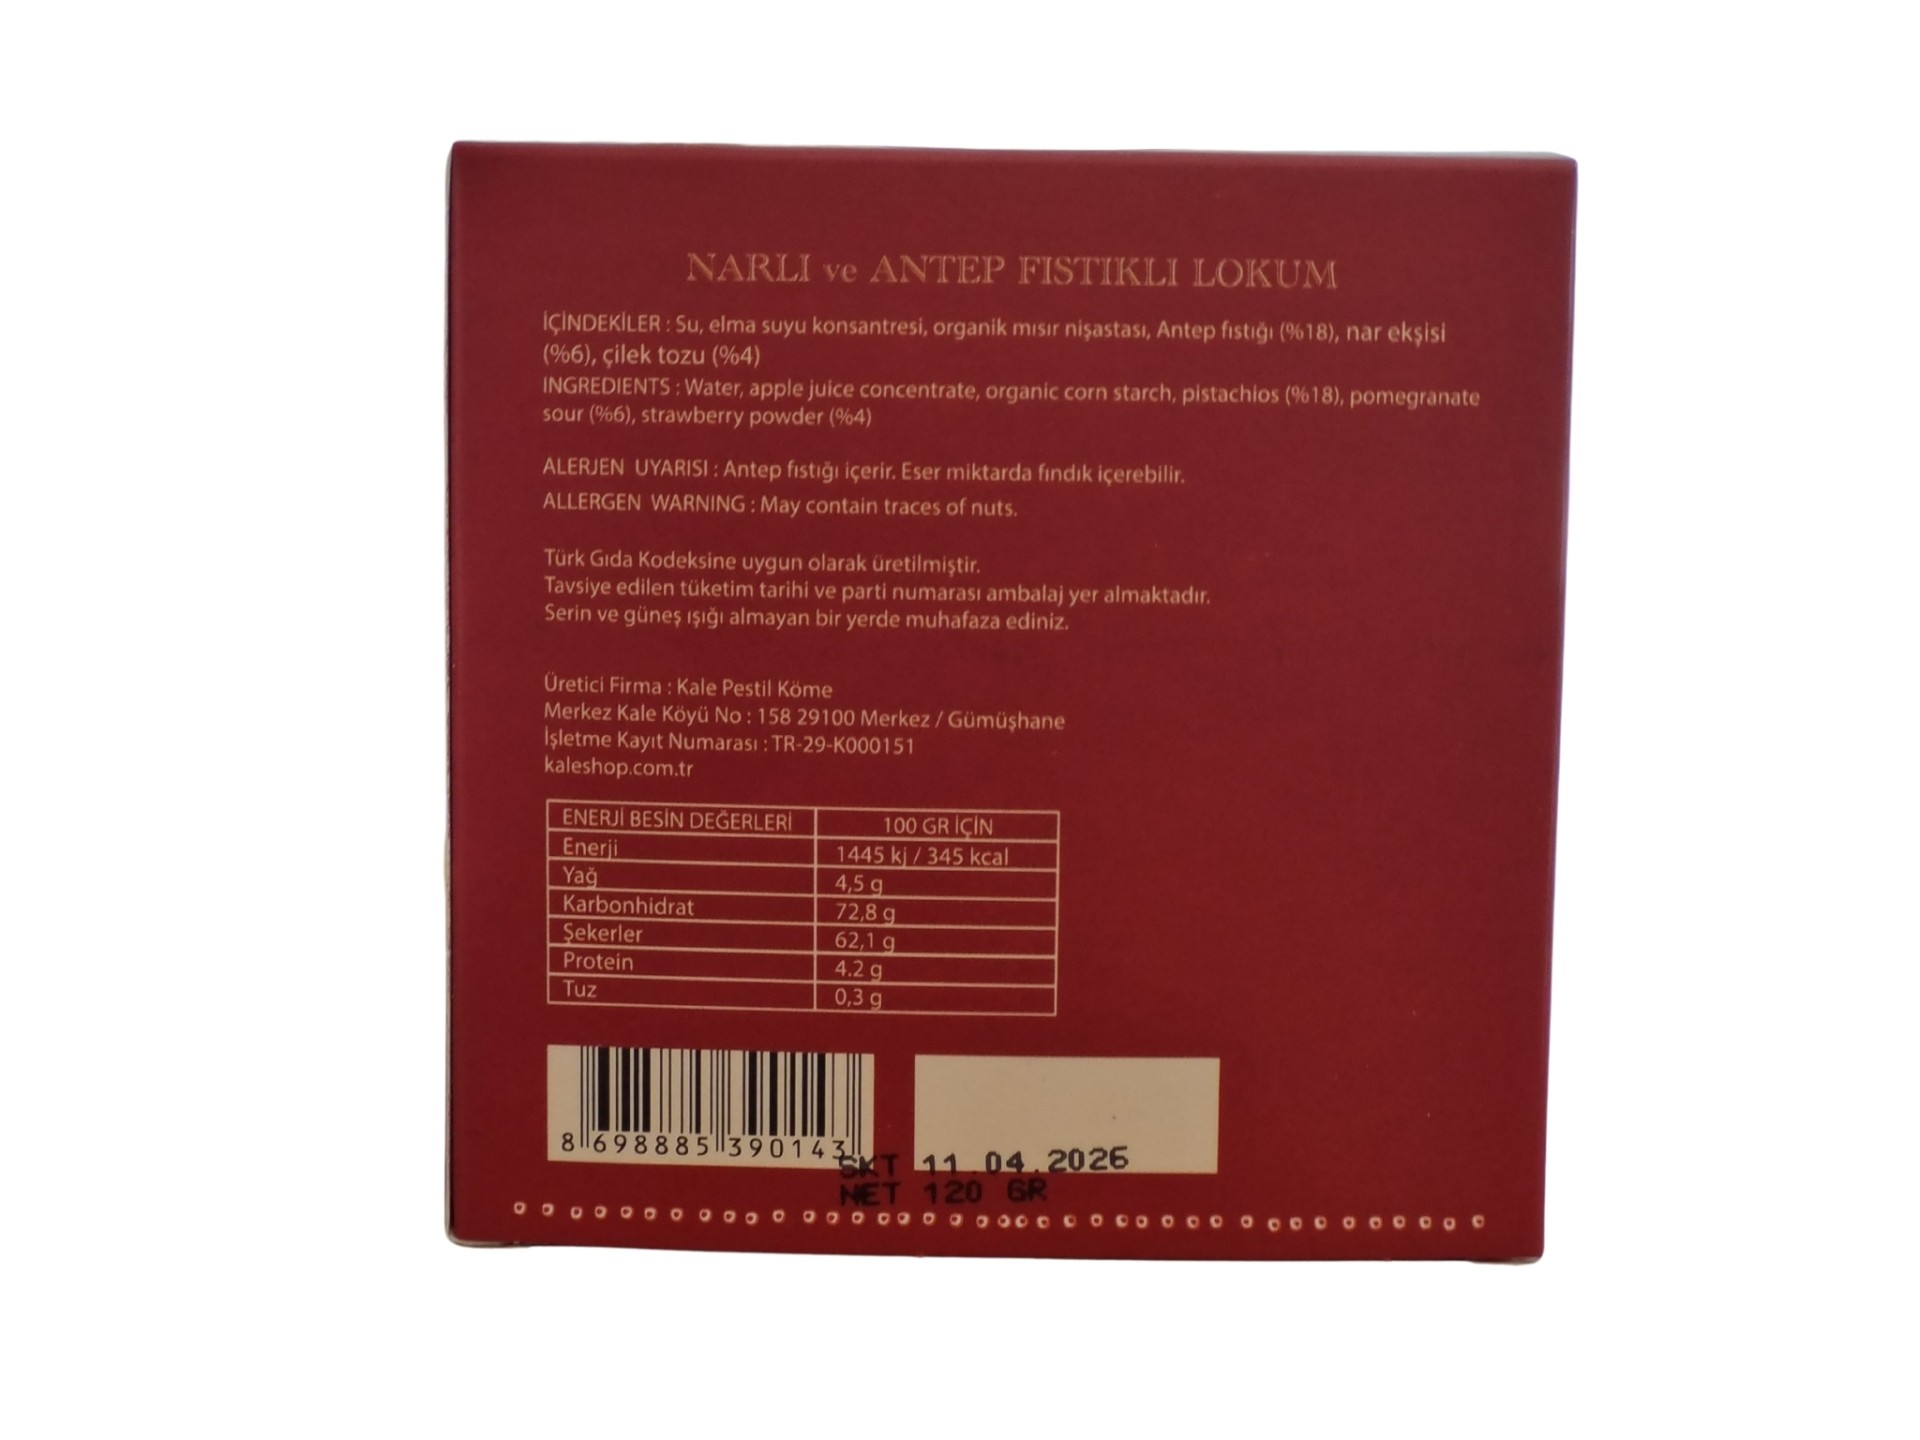 NARLI ve ANTEP FISTIKLI LOKUM
İÇİNDEKİLER : Su, elma suyu konsantresi, organik mısır nişastası, Antep fıstığı (%18), nar ekşisi
(%6), çilek tozu (%4)
INGREDIENTS : Water, apple juice concentrate, organic corn starch, pistachios (%18), pomegranate
sour (%6), strawberry powder (%4)
ALERJEN UYARISI : Antep fıstığı içerir. Eser miktarda fındık içerebilir.
ALLERGEN WARNING : May contain traces of nuts.
Türk Gıda Kodeksine uygun olarak üretilmiştir.
Tavsiye edilen tüketim tarihi ve parti numarası ambalaj yer almaktadır.
Serin ve güneş ışığı almayan bir yerde muhafaza ediniz.
Üretici Firma : Kale Pestil Köme
Merkez Kale Köyü No : 158 29100 Merkez / Gümüşhane
İşletme Kayıt Numarası : TR-29-K000151
kaleshop.com.tr
ENERJİ BESİN DEĞERLERİ 100 GR İÇİN
Enerji 1445 kj / 345 kcal
Yağ 4,5 g
Karbonhidrat 72,8 g
Şekerler 62,1 g
Protein 4.2 g
Tuz 0,3 g
8 698885 390143
SKT 11.04.2026
NET 120 GR